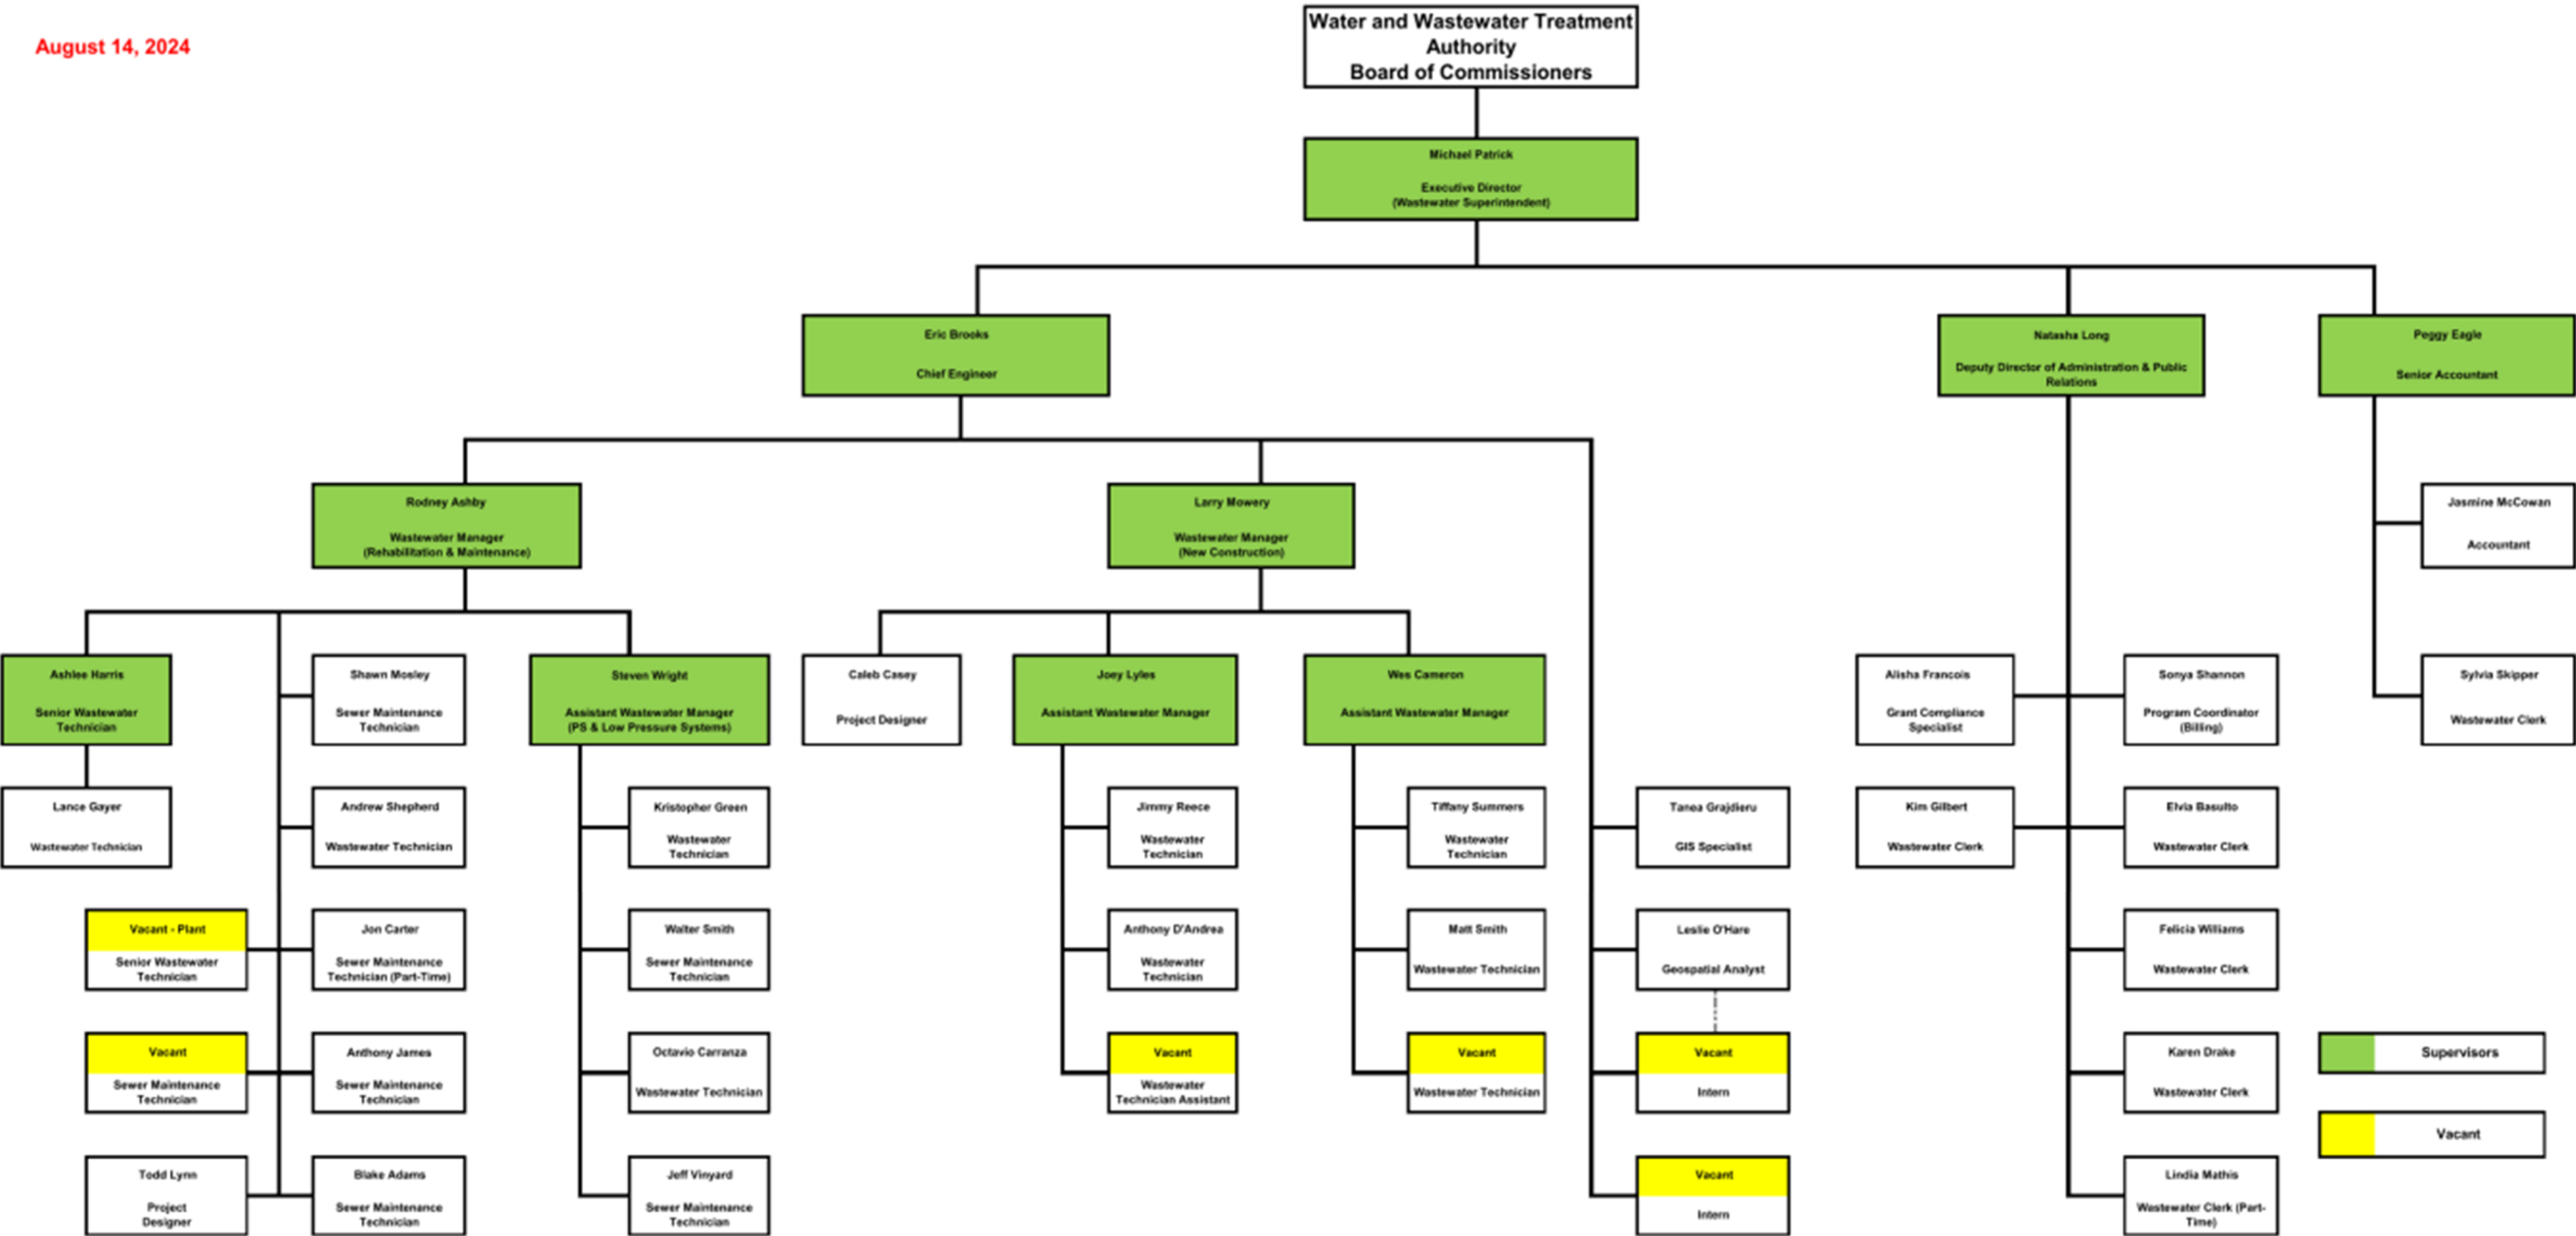 August 14, 2024
Water and Wastewater Treatment
Authority
Board of Commissioners
Michael Patrick
Executive Director
(Wastewater Superintendent)
Eric Brooks
Chief Engineer
Natasha Long
Deputy Director of Administration & Public
Relations
Peggy Eagle
Senior Accountant
Rodney Ashby
Wastewater Manager
(Rehabilitation & Maintenance)
Larry Mowery
Wastewater Manager
(New Construction)
Jasmine McCowan
Accountant
Ashlee Harris
Senior Wastewater
Technician
Shawn Mosley
Sewer Maintenance
Technician
Steven Wright
Assistant Wastewater Manager
(PS & Low Pressure Systems)
Caleb Casey
Project Designer
Joey Lyles
Assistant Wastewater Manager
Wes Cameron
Assistant Wastewater Manager
Alisha Francois
Grant Compliance
Specialist
Sonya Shannon
Program Coordinator
(Billing)
Sylvia Skipper
Wastewater Clerk
Lance Gayer
Wastewater Technician
Andrew Shepherd
Wastewater Technician
Kristopher Green
Wastewater
Technician
Jimmy Reece
Wastewater
Technician
Tiffany Summers
Wastewater
Technician
Tanea Grajdieru
GIS Specialist
Kim Gilbert
Wastewater Clerk
Elvia Basulto
Wastewater Clerk
Vacant - Plant
Senior Wastewater
Technician
Jon Carter
Sewer Maintenance
Technician (Part-Time)
Walter Smith
Sewer Maintenance
Technician
Anthony D'Andrea
Wastewater
Technician
Matt Smith
Wastewater Technician
Leslie O'Hare
Geospatial Analyst
Felicia Williams
Wastewater Clerk
Vacant
Sewer Maintenance
Technician
Anthony James
Sewer Maintenance
Technician
Octavio Carranza
Wastewater Technician
Vacant
Wastewater
Technician Assistant
Vacant
Wastewater Technician
Vacant
Intern
Karen Drake
Wastewater Clerk
Supervisors
Vacant
Todd Lynn
Project
Designer
Blake Adams
Sewer Maintenance
Technician
Jeff Vinyard
Sewer Maintenance
Technician
Vacant
Intern
Lindia Mathis
Wastewater Clerk (Part-
Time)